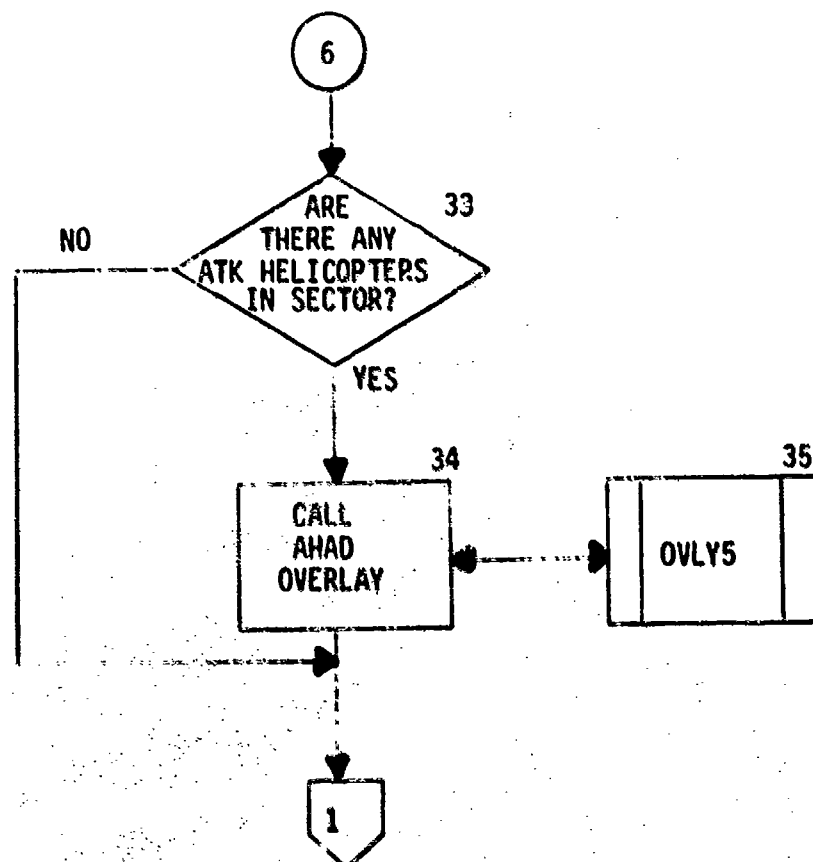 6
33
ARE
THERE ANY
ATK HELICOPTERS
IN SECTOR?
NO
YES
34
CALL
AHAD
OVERLAY
35
OVLY5
1